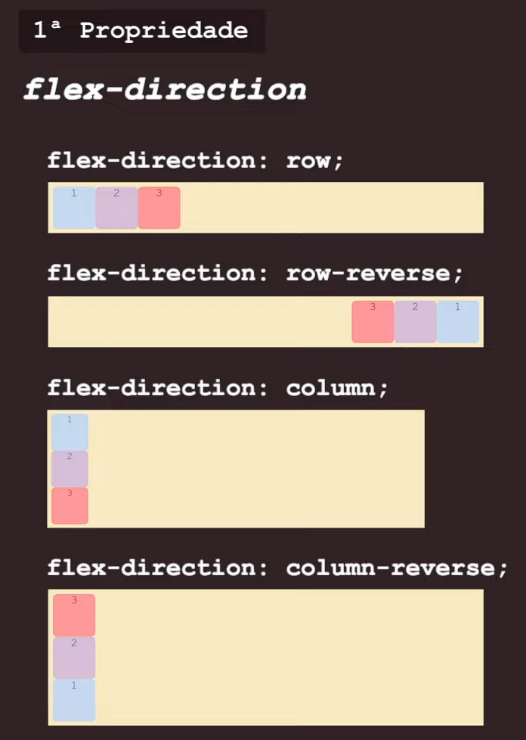 1ª Propriedade
flex-direction
flex-direction: row;
1 2 3
flex-direction: row-reverse;
3 2 1
flex-direction: column;
1
2
3
flex-direction: column-reverse;
3
2
1